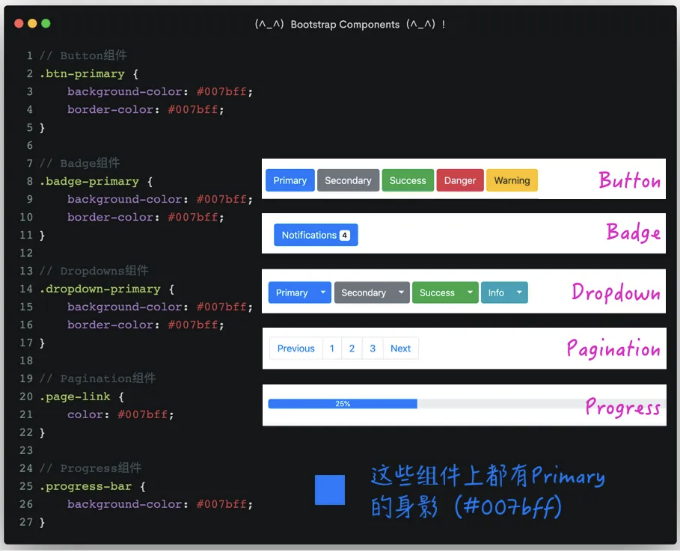 (^_^) Bootstrap Components (^_^) !
1 // Button组件
2 .btn-primary {
3 background-color: #007bff;
4 border-color: #007bff;
5 }
6
7 // Badge组件
8 .badge-primary {
9 background-color: #007bff;
10 border-color: #007bff;
11 }
12
13 // Dropdowns组件
14 .dropdown-primary {
15 background-color: #007bff;
16 border-color: #007bff;
17 }
18
19 // Pagination组件
20 .page-link {
21 color: #007bff;
22 }
23
24 // Progress组件
25 .progress-bar {
26 background-color: #007bff;
27 }
Primary Secondary Success Danger Warning Button
Notifications 4 Badge
Primary Secondary Success Info Dropdown
Previous 1 2 3 Next Pagination
25% Progress
这些组件上都有Primary
的身影 (#007bff)